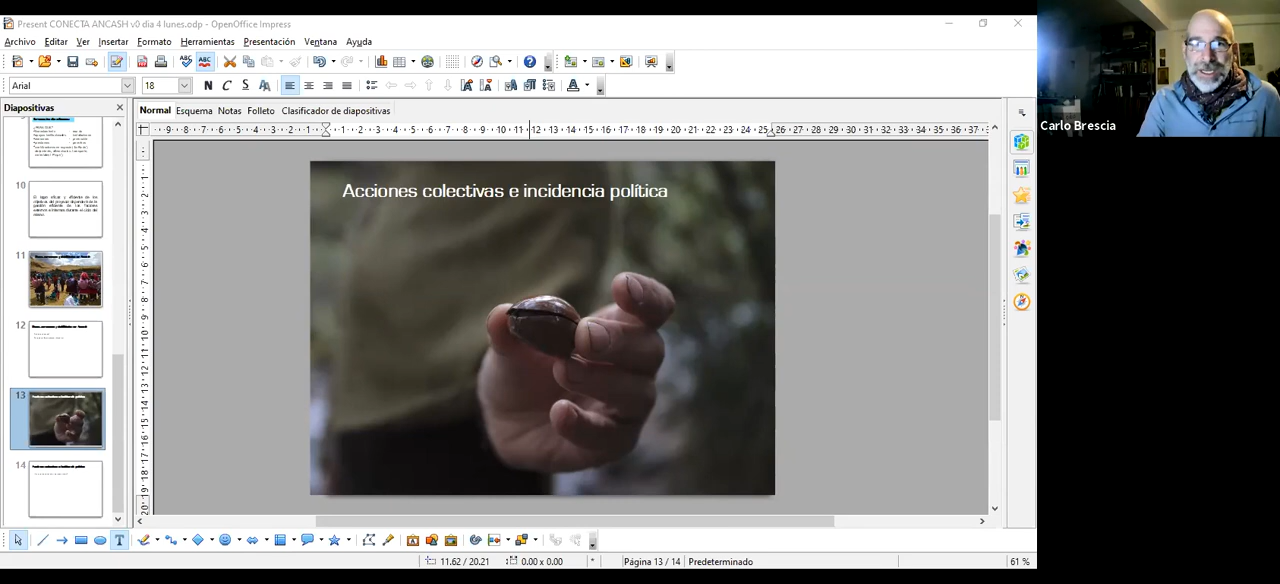 Present CONECTA ANCASH v0 dia 4 lunes.odp - OpenOffice Impress
Archivo Editar Ver Insertar Formato Herramientas Presentación Ventana Ayuda
Arial 18
Diapositivas
Normal Esquema Notas Folleto Clasificador de diapositivas
Carlo Brescia
Acciones colectivas e incidencia política
10
11
12
13
14
11.62 / 20.21 0.00 x 0.00 * Página 13 / 14 Predeterminado 61 %